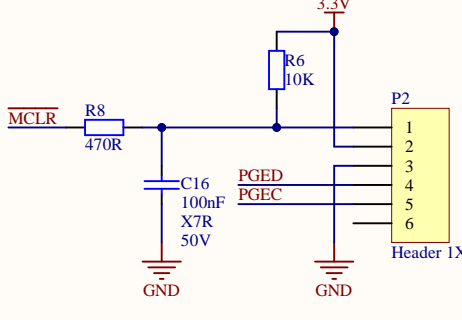 3.3V
R6
10K
P2
R8
MCLR
470R
1
2
3
4
5
6
PGED
PGEC
C16
100nF
X7R
50V
Header 1X
GND
GND